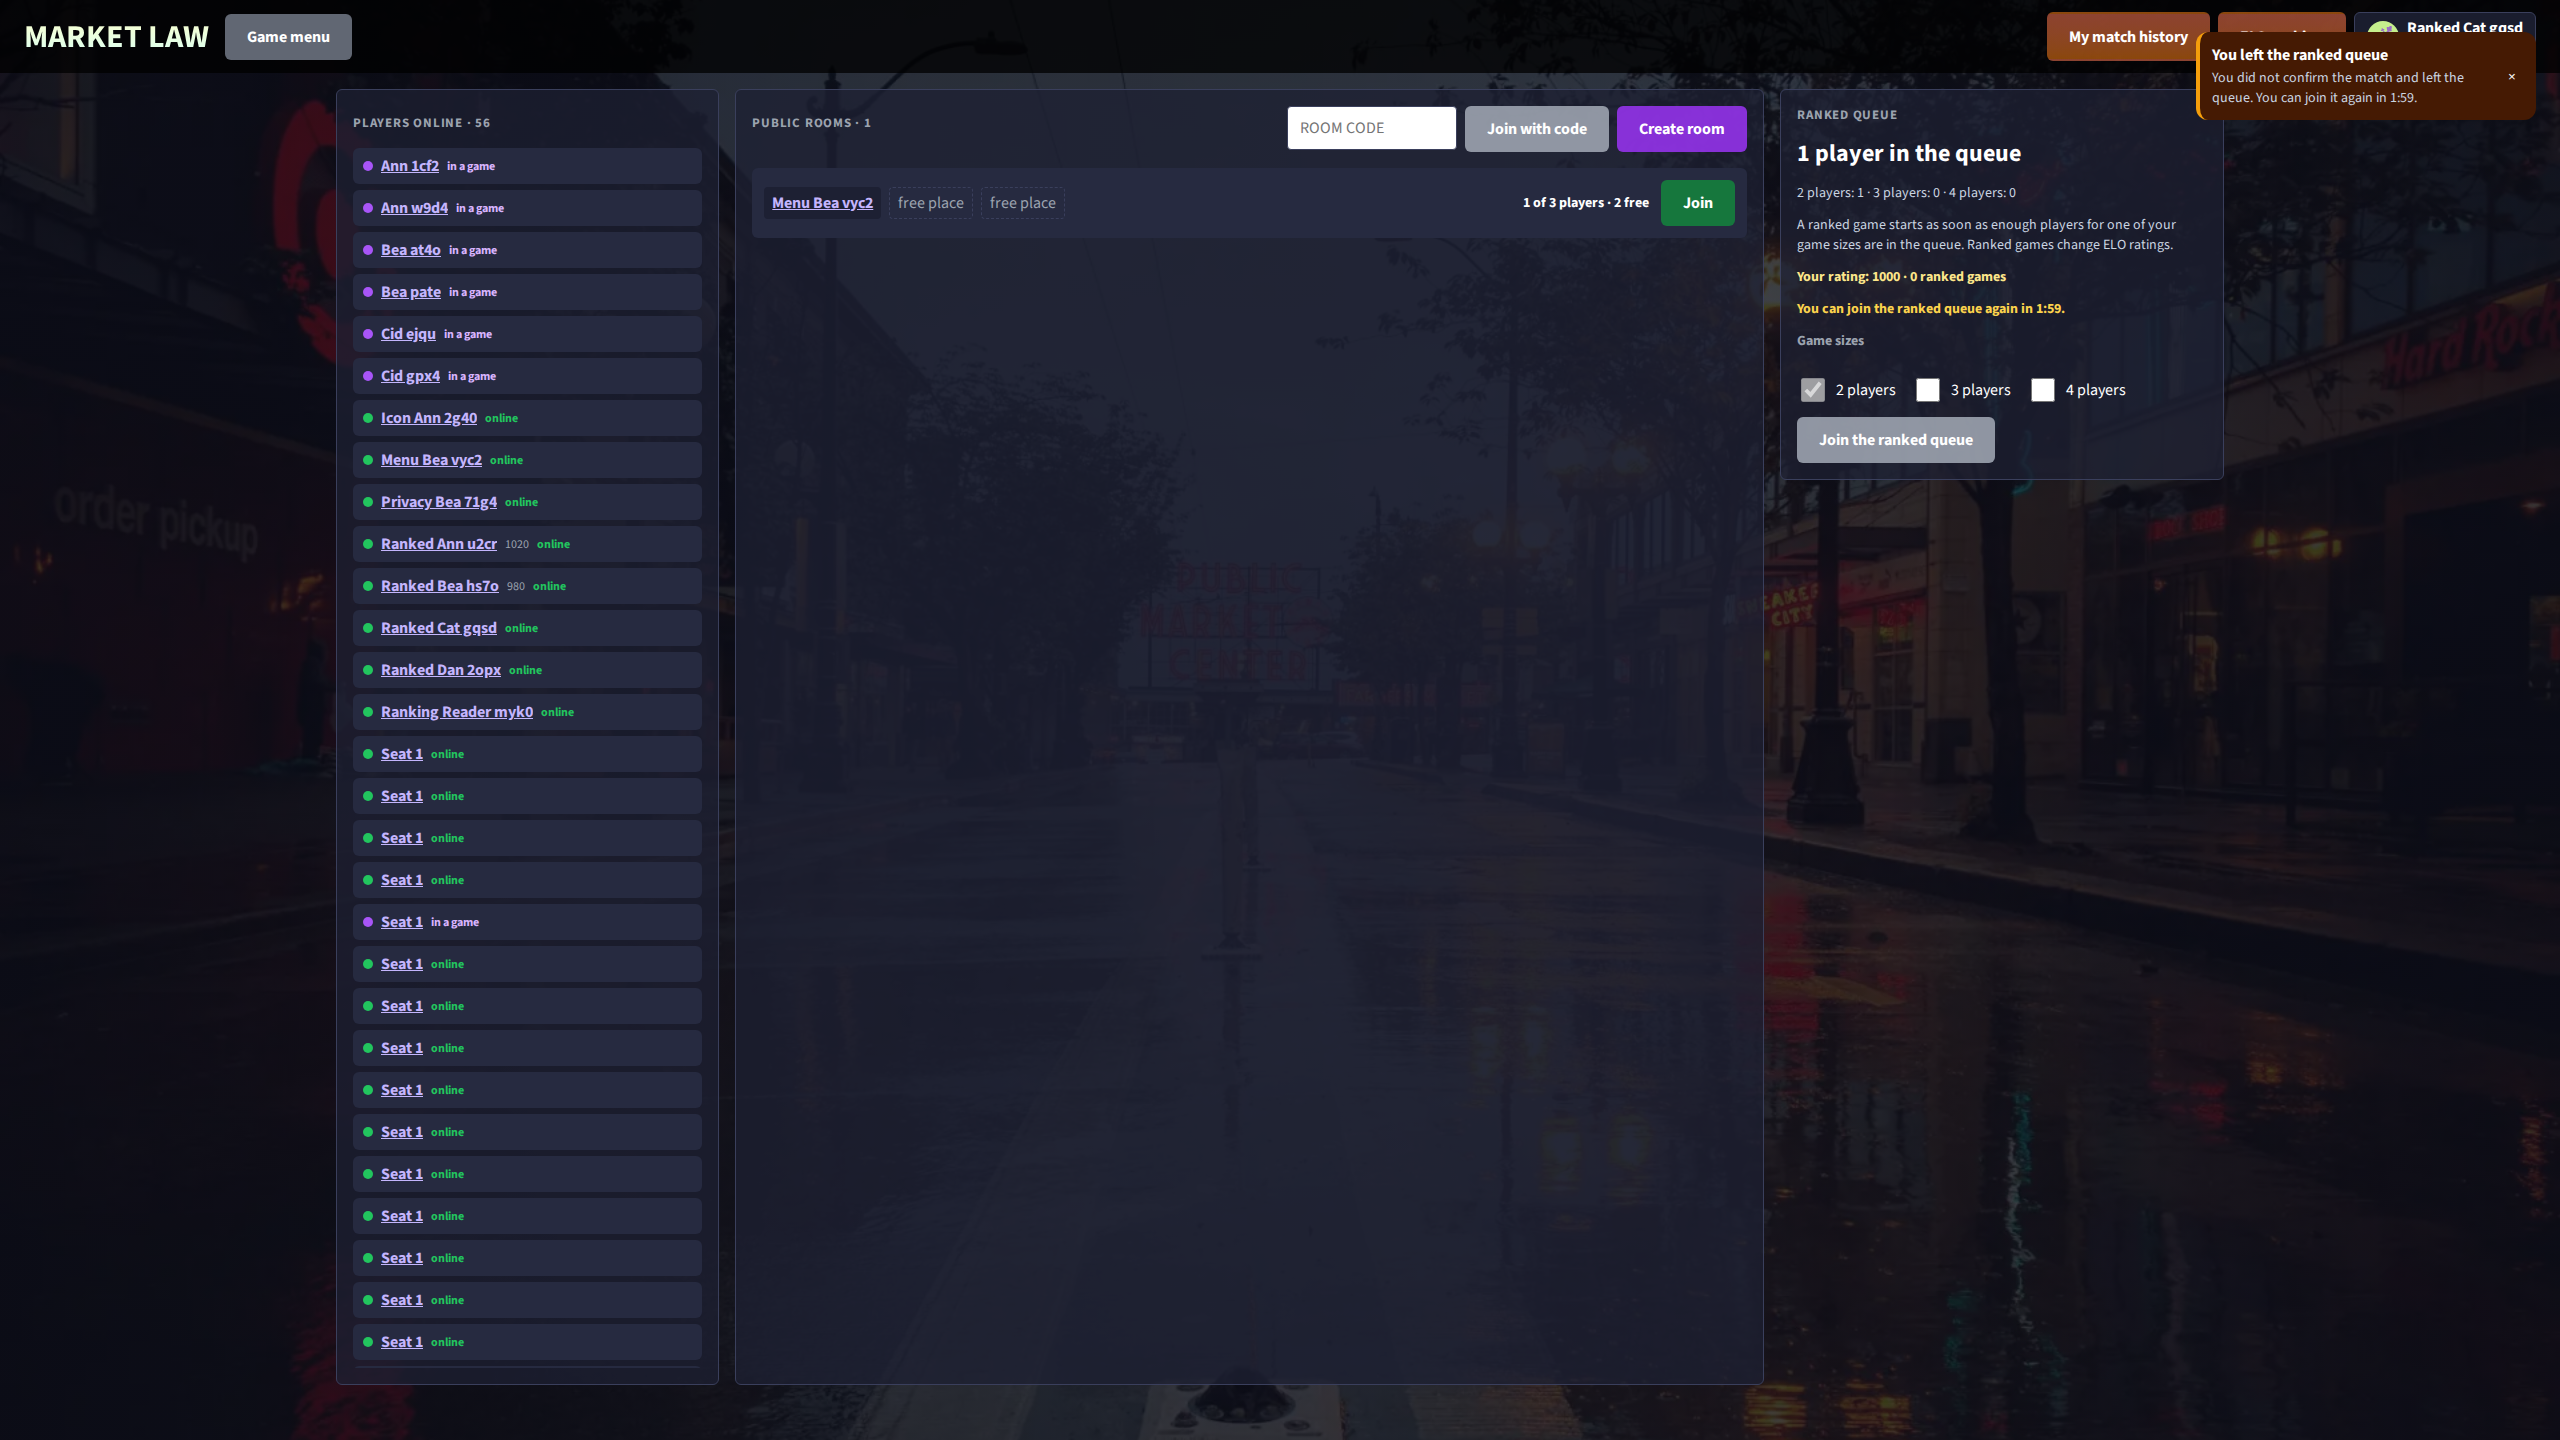 MARKET LAW
Game menu
My match history
Ranked Cat gqsd
You left the ranked queue
You did not confirm the match and left the
queue. You can join it again in 1:59.
×
PLAYERS ONLINE · 56
Ann 1cf2 in a game
Ann w9d4 in a game
Bea at4o in a game
Bea pate in a game
Cid ejqu in a game
Cid gpx4 in a game
Icon Ann 2g40 online
Menu Bea vyc2 online
Privacy Bea 71g4 online
Ranked Ann u2cr 1020 online
Ranked Bea hs7o 980 online
Ranked Cat gqsd online
Ranked Dan 2opx online
Ranking Reader myk0 online
Seat 1 online
Seat 1 online
Seat 1 online
Seat 1 online
Seat 1 in a game
Seat 1 online
Seat 1 online
Seat 1 online
Seat 1 online
Seat 1 online
Seat 1 online
Seat 1 online
Seat 1 online
Seat 1 online
Seat 1 online
PUBLIC ROOMS · 1
ROOM CODE
Join with code
Create room
Menu Bea vyc2
free place
free place
1 of 3 players · 2 free
Join
RANKED QUEUE
1 player in the queue
2 players: 1 · 3 players: 0 · 4 players: 0
A ranked game starts as soon as enough players for one of your
game sizes are in the queue. Ranked games change ELO ratings.
Your rating: 1000 · 0 ranked games
You can join the ranked queue again in 1:59.
Game sizes
2 players
3 players
4 players
Join the ranked queue
order pickup
PUBLIC
MARKET
CENTER
SNEAKER
CITY
Hard Rock